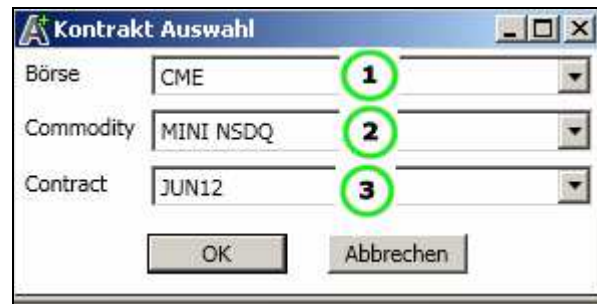 Kontrakt Auswahl
Börse CME 1
Commodity MINI NSDQ 2
Contract JUN12 3
OK Abbrechen